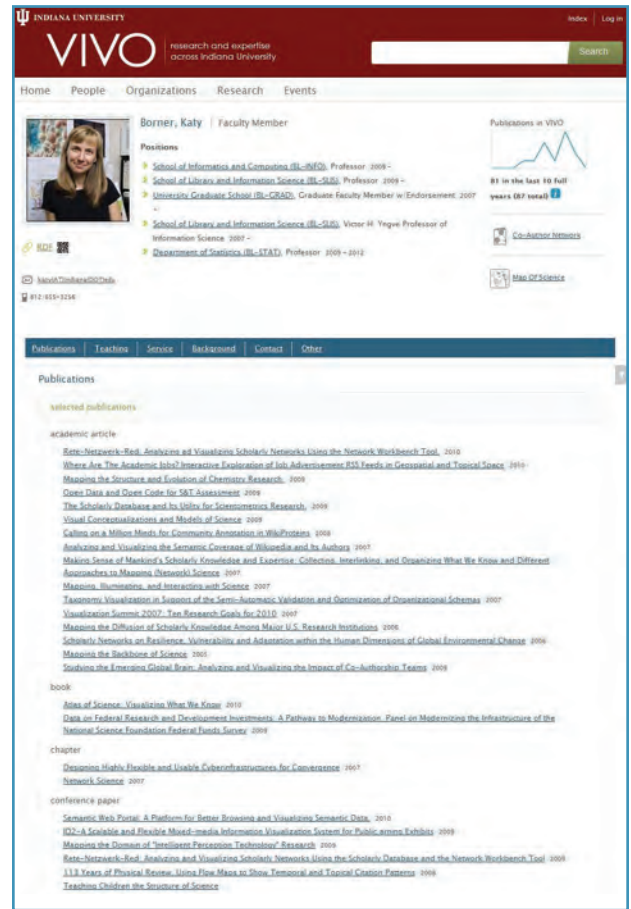 INDIANA UNIVERSITY
Index Log in
VIVO research and expertise across Indiana University
Search
Home People Organizations Research Events
Borner, Katy | Faculty Member
Positions
School of Informatics and Computing (BL-INFO), Professor 2009 -
School of Library and Information Science (BL-SLIS), Professor 2009 -
University Graduate School (BL-GRAD), Graduate Faculty Member w/Endorsement 2007
-
School of Library and Information Science (BL-SLIS), Victor H. Yngve Professor of
Information Science 2007 -
Department of Statistics (BL-STAT), Professor 2009 - 2012
Publications in VIVO
81 in the last 10 full
years (87 total)
Co-Author Network
Map Of Science
RDF
Publications Teaching Service Background Contact Other
Publications
selected publications
academic article
Rete-Netzwerk-Red: Analyzing ad Visualizing Scholarly Networks Using the Network Workbench Tool. 2010
Where Are The Academic Jobs? Interactive Exploration of Job Advertisement RSS Feeds in Geospatial and Topical Space 2010
Mapping the Structure and Evolution of Chemistry Research. 2009
Open Data and Open Code for S&T Assessment 2009
The Scholarly Database and Its Utility for Scientometrics Research. 2009
Visual Conceptualizations and Models of Science 2009
Calling on a Million Minds for Community Annotation in WikiProteins 2008
Analyzing and Visualizing the Semantic Coverage of Wikipedia and Its Authors 2007
Making Sense of Mankind's Scholarly Knowledge and Expertise: Collecting, Interlinking, and Organizing What We Know and Different
Approaches to Mapping (Network) Science 2007
Mapping, Illuminating, and Interacting with Science 2007
Taxonomy Visualization in Support of the Semi-Automatic Validation and Optimization of Organizational Schemas 2007
Visualization Summit 2007: Ten Research Goals for 2010 2007
Mapping the Diffusion of Scholarly Knowledge Among Major U.S. Research Institutions 2006
Scholarly Networks on Resilience, Vulnerability and Adaptation within the Human Dimensions of Global Environmental Change 2006
Mapping the Backbone of Science 2005
Studying the Emerging Global Brain: Analyzing and Visualizing the Impact of Co-Authorship Teams 2005
book
Atlas of Science: Visualizing What We Know 2010
Data on Federal Research and Development Investments: A Pathway to Modernization. Panel on Modernizing the Infrastructure of the
National Science Foundation Federal Funds Survey 2009
chapter
Designing Highly Flexible and Usable Cyberinfrastructures for Convergence 2007
Network Science 2007
conference paper
Semantic Web Portal: A Platform for Better Browsing and Visualizing Semantic Data. 2010
A Scalable and Flexible Mixed-media Information Visualization System for Public Exhibits 2009
Mapping the Domain of "Intelligent Perception Technology" Research 2009
Rete-Netzwerk-Red: Analyzing and Visualizing Scholarly Networks Using the Scholarly Database and the Network Workbench Tool 2009
113 Years of Physical Review: Using Flow Maps to Show Temporal and Topical Citation Patterns 2008
Teaching Children the Structure of Science